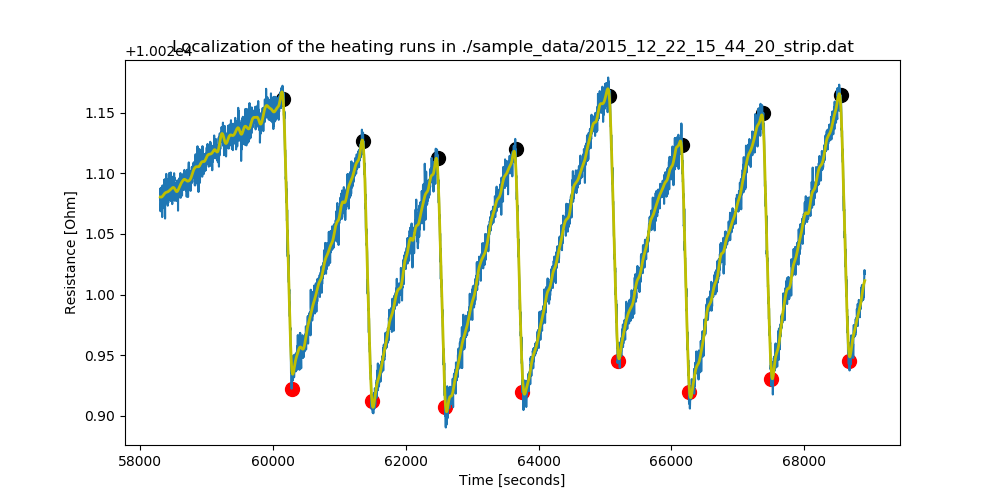 Localization of the heating runs in ./sample_data/2015_12_22_15_44_20_strip.dat
+1.002e4
1.15
1.10
1.05
1.00
0.95
0.90
Resistance [Ohm]
58000 60000 62000 64000 66000 68000
Time [seconds]